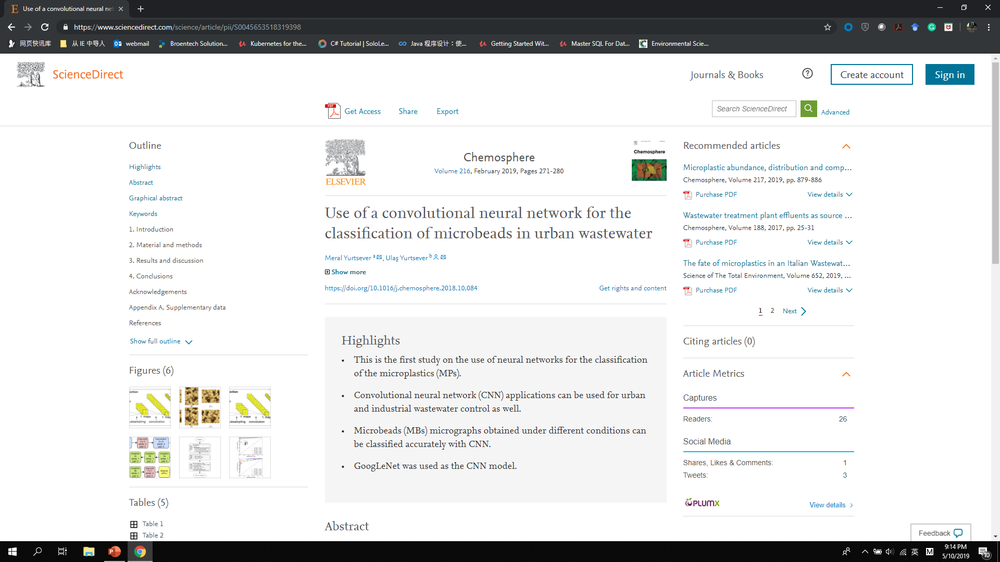 Use of a convolutional neural net
https://www.sciencedirect.com/science/article/pii/S0045653518319398
网页快讯库
从 IE 中导入
webmail
Broentech Solution...
Kubernetes for the...
C# Tutorial | SoloLe...
Java 程序设计：使...
Getting Started Wit...
Master SQL For Dat...
Environmental Scie...
ScienceDirect
Journals & Books
Create account
Sign in
Get Access
Share
Export
Search ScienceDirect
Advanced
Outline
Highlights
Abstract
Graphical abstract
Keywords
1. Introduction
2. Material and methods
3. Results and discussion
4. Conclusions
Acknowledgements
Appendix A. Supplementary data
References
Show full outline
Figures (6)
Tables (5)
Table 1
Table 2
ELSEVIER
Chemosphere
Volume 216, February 2019, Pages 271-280
Chemosphere
Use of a convolutional neural network for the
classification of microbeads in urban wastewater
Meral Yurtsever a, Ulaş Yurtsever b
Show more
https://doi.org/10.1016/j.chemosphere.2018.10.084
Get rights and content
Highlights
• This is the first study on the use of neural networks for the classification
of the microplastics (MPs).
• Convolutional neural network (CNN) applications can be used for urban
and industrial wastewater control as well.
• Microbeads (MBs) micrographs obtained under different conditions can
be classified accurately with CNN.
• GoogLeNet was used as the CNN model.
Abstract
Recommended articles
Microplastic abundance, distribution and comp...
Chemosphere, Volume 217, 2019, pp. 879-886
Purchase PDF
View details
Wastewater treatment plant effluents as source ...
Chemosphere, Volume 188, 2017, pp. 25-31
Purchase PDF
View details
The fate of microplastics in an Italian Wastewat...
Science of The Total Environment, Volume 652, 2019, ...
Purchase PDF
View details
1 2 Next
Citing articles (0)
Article Metrics
Captures
Readers: 26
Social Media
Shares, Likes & Comments: 1
Tweets: 3
PLUMX
View details
Feedback
英
M
9:14 PM
5/10/2019
10